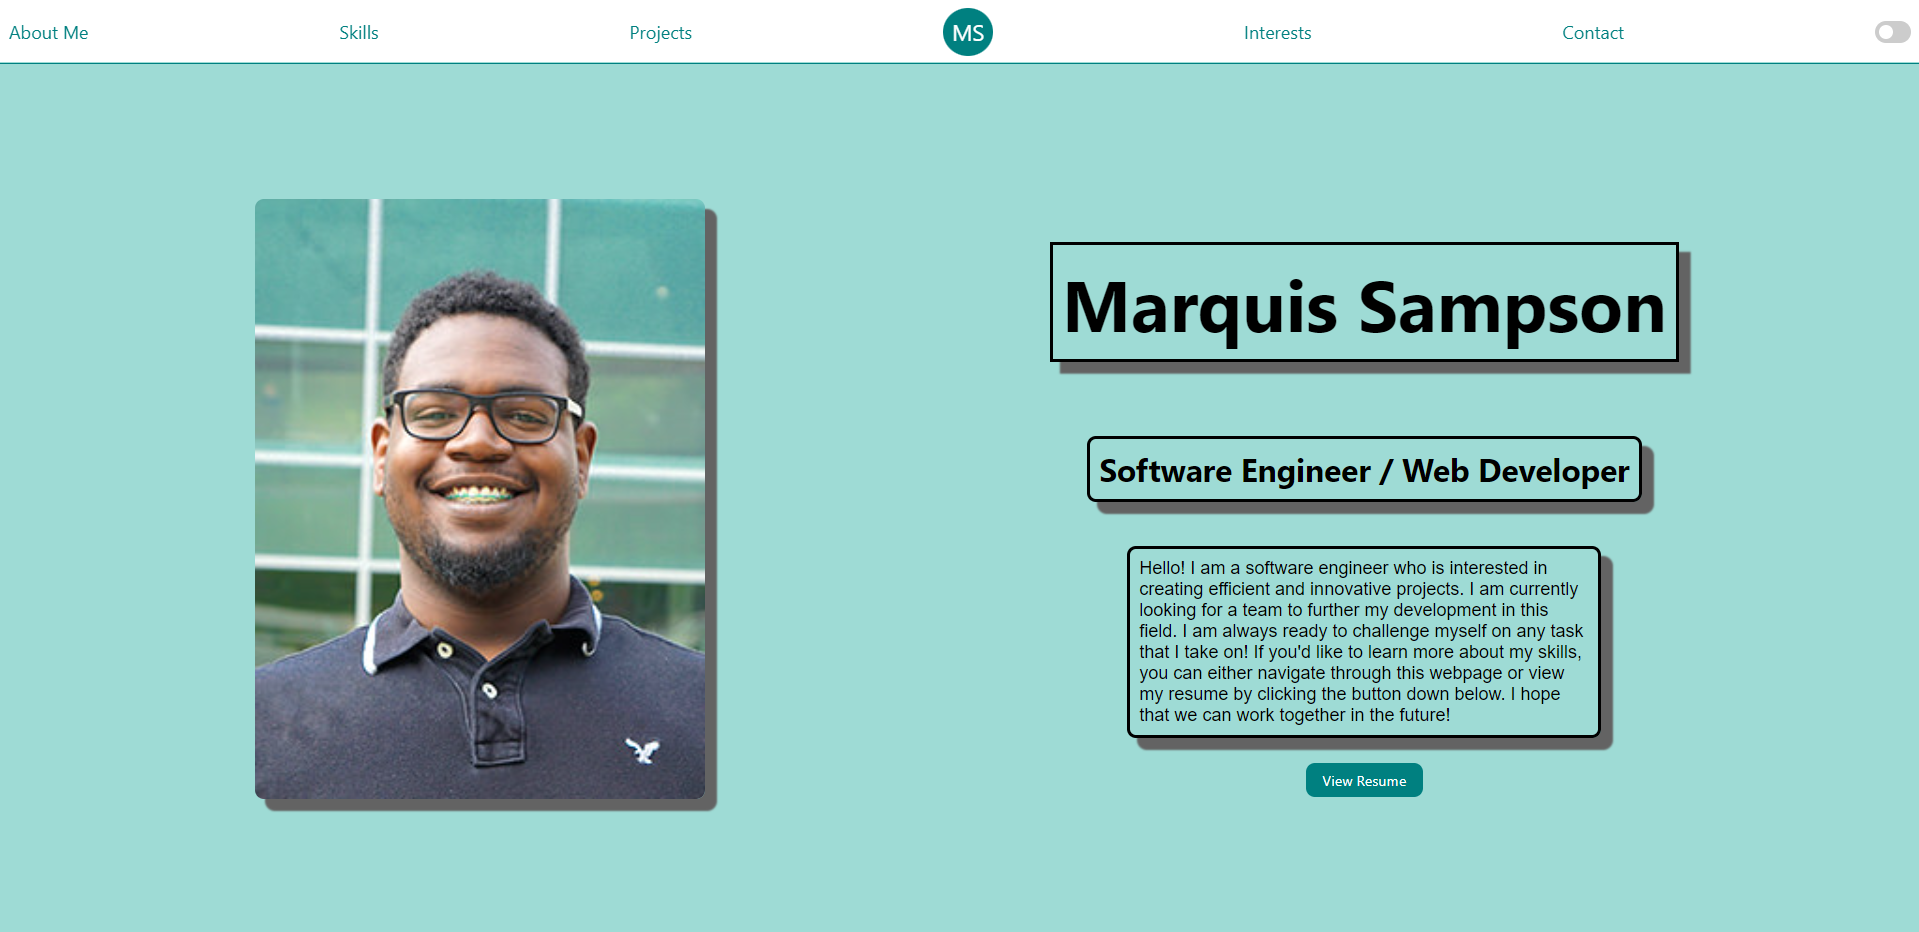 About Me
Skills
Projects
MS
Interests
Contact
Marquis Sampson
Software Engineer / Web Developer
Hello! I am a software engineer who is interested in
creating efficient and innovative projects. I am currently
looking for a team to further my development in this
field. I am always ready to challenge myself on any task
that I take on! If you'd like to learn more about my skills,
you can either navigate through this webpage or view
my resume by clicking the button down below. I hope
that we can work together in the future!
View Resume